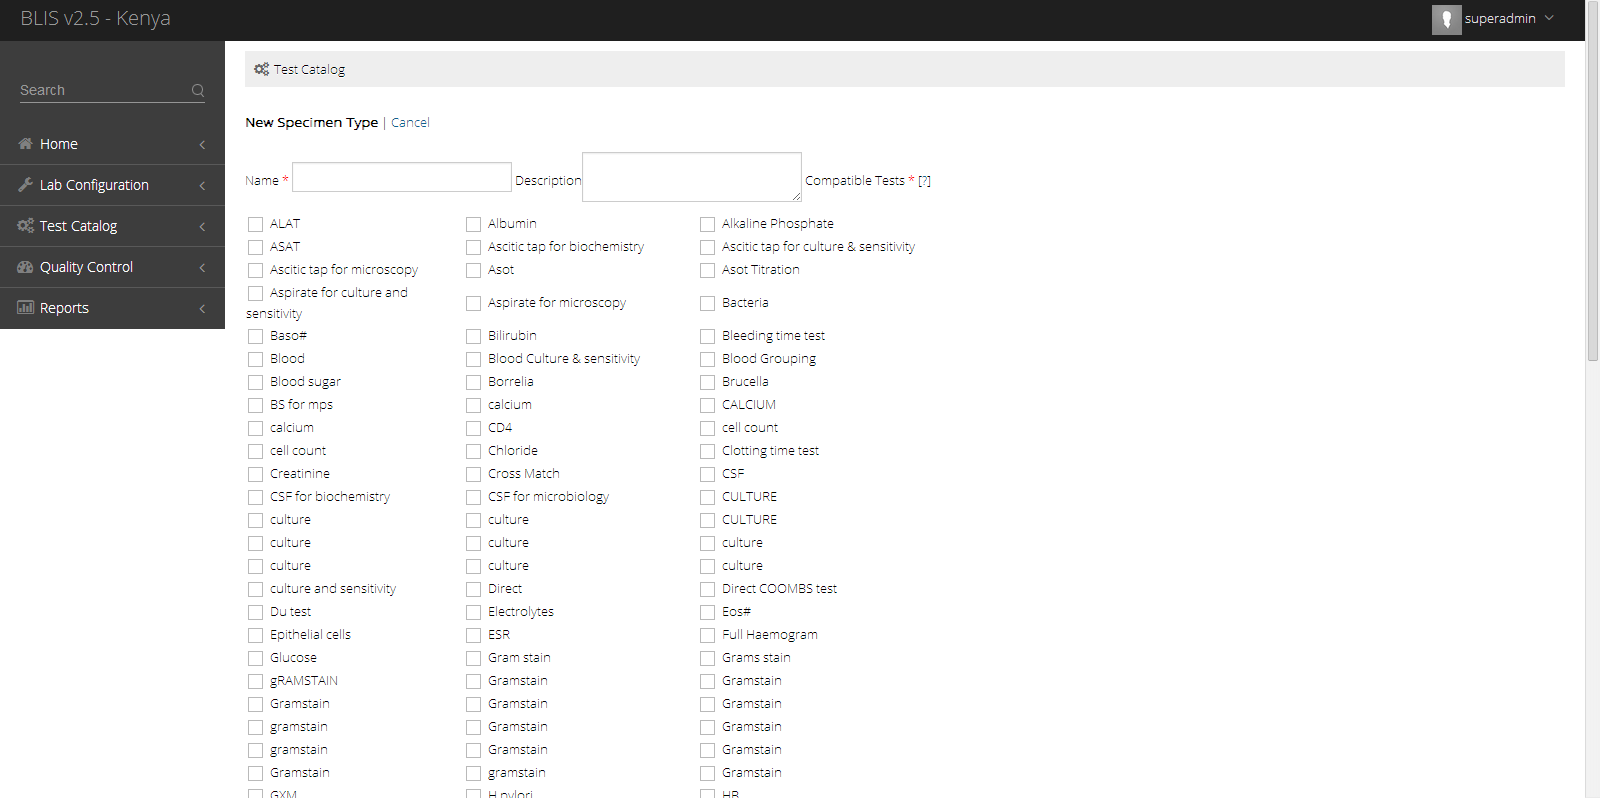 BLIS v2.5 - Kenya
superadmin
Search
Home
Lab Configuration
Test Catalog
Quality Control
Reports
Test Catalog
New Specimen Type | Cancel
Name * Description Compatible Tests * [?]
ALAT Albumin Alkaline Phosphate
ASAT Ascitic tap for biochemistry Ascitic tap for culture & sensitivity
Ascitic tap for microscopy Asot Asot Titration
Aspirate for culture and
sensitivity Aspirate for microscopy Bacteria
Baso# Bilirubin Bleeding time test
Blood Blood Culture & sensitivity Blood Grouping
Blood sugar Borrelia Brucella
BS for mps calcium CALCIUM
calcium CD4 cell count
cell count Chloride Clotting time test
Creatinine Cross Match CSF
CSF for biochemistry CSF for microbiology CULTURE
culture culture CULTURE
culture culture culture
culture culture culture
culture and sensitivity Direct Direct COOMBS test
Du test Electrolytes Eos#
Epithelial cells ESR Full Haemogram
Glucose Gram stain Grams stain
gRAMSTAIN Gramstain Gramstain
Gramstain Gramstain Gramstain
gramstain Gramstain Gramstain
gramstain Gramstain Gramstain
Gramstain gramstain Gramstain
GXM H pylori HB